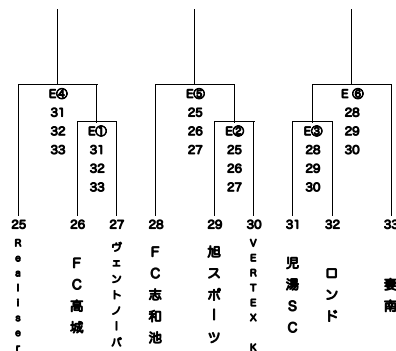 E④ E⑤ E⑥
31 25 28
32 26 29
33 27 30
E① E② E③
31 25 28
32 26 29
33 27 30
25 26 27 28 29 30 31 32 33
Realiser
FC高城
ヴェントノーバ
FC志和池
旭スポーツ
VERTEX K
児湯SC
ロンド
妻南